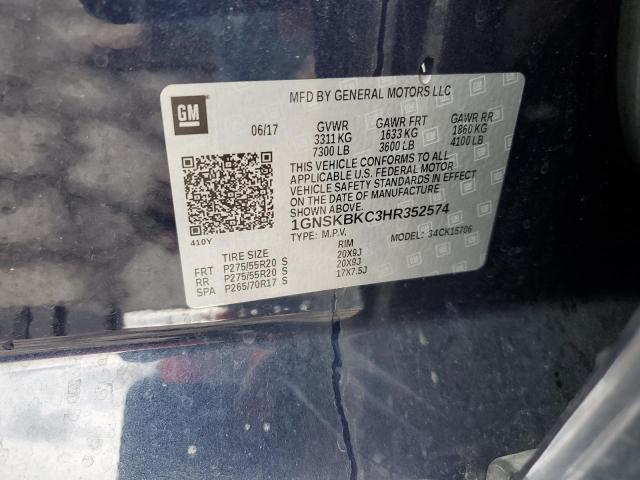 GM
MFD BY GENERAL MOTORS LLC
06/17 GVWR GAWR FRT GAWR RR
3311 KG 1633 KG 1860 KG
7300 LB 3600 LB 4100 LB
THIS VEHICLE CONFORMS TO ALL
APPLICABLE U.S. FEDERAL MOTOR
VEHICLE SAFETY STANDARDS IN EFFECT
ON THE DATE OF MANUFACTURE
1GNSKBKC3HR352574
TYPE: M.P.V. MODEL: 34CK15706
410Y
TIRE SIZE RIM
FRT P275/55R20 S 20X9J
RR P275/55R20 S 20X9J
SPA P265/70R17 S 17X7.5J